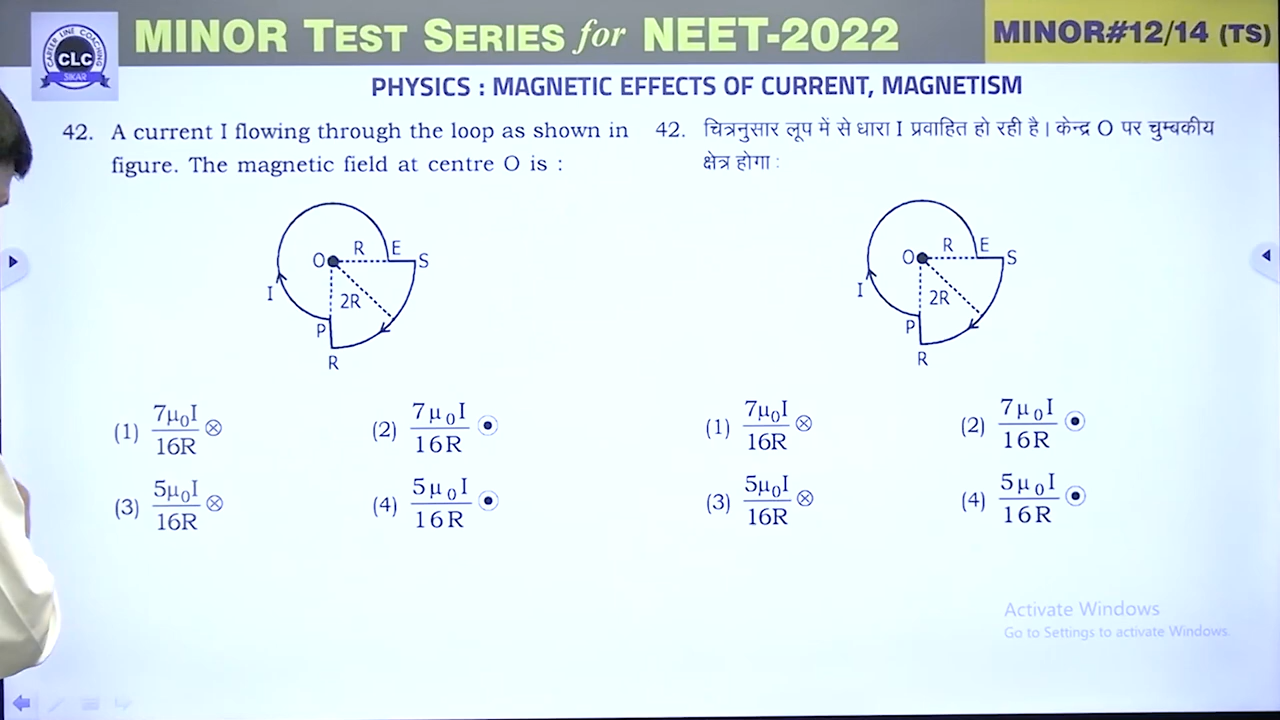 CAREER LINE COACHING
CLC
SIKAR
MINOR TEST SERIES for NEET-2022
MINOR#12/14 (TS)
PHYSICS : MAGNETIC EFFECTS OF CURRENT, MAGNETISM
42. A current I flowing through the loop as shown in
figure. The magnetic field at centre O is :
O R E S
I 2R
P
R
(1) 7μ₀I/16R ⊗ (2) 7μ₀I/16R ⊙
(3) 5μ₀I/16R ⊗ (4) 5μ₀I/16R ⊙
42. चित्रनुसार लूप में से धारा I प्रवाहित हो रही है। केन्द्र O पर चुम्बकीय
क्षेत्र होगा :
O R E S
I 2R
P
R
(1) 7μ₀I/16R ⊗ (2) 7μ₀I/16R ⊙
(3) 5μ₀I/16R ⊗ (4) 5μ₀I/16R ⊙
Activate Windows
Go to Settings to activate Windows.